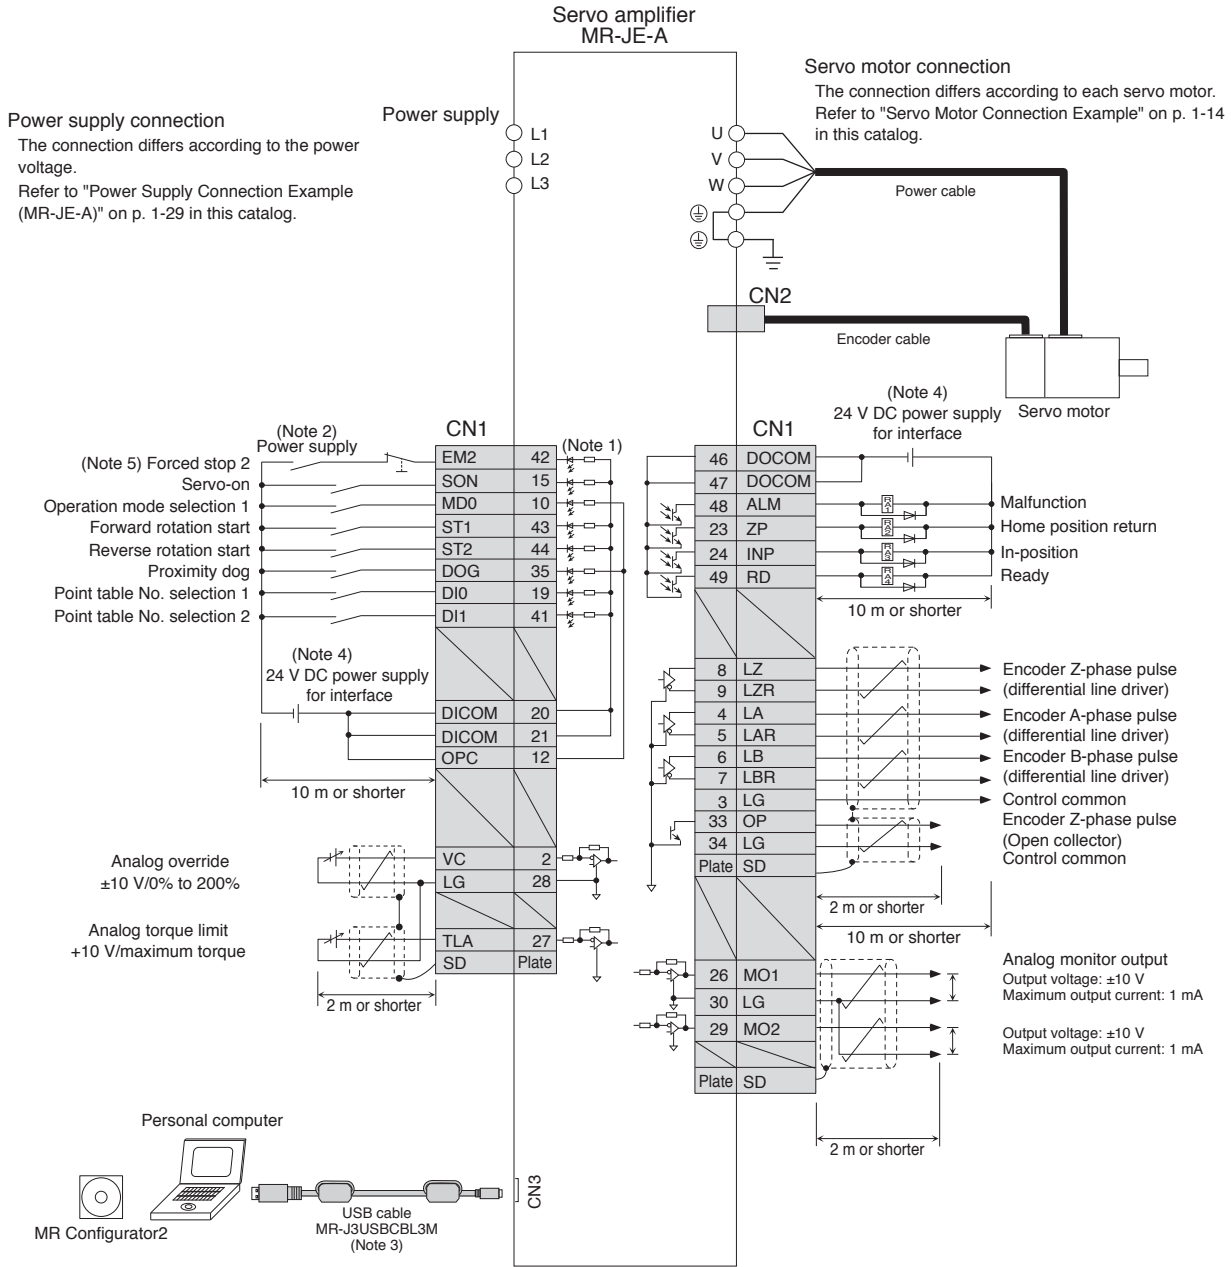 Servo amplifier
MR-JE-A
Servo motor connection
The connection differs according to each servo motor.
Refer to "Servo Motor Connection Example" on p. 1-14
in this catalog.
Power supply connection
The connection differs according to the power
voltage.
Refer to "Power Supply Connection Example
(MR-JE-A)" on p. 1-29 in this catalog.
Power supply
L1
L2
L3
U
V
W
Power cable
CN2
Encoder cable
Servo motor
(Note 4)
24 V DC power supply
for interface
(Note 2)
Power supply
CN1
(Note 1)
(Note 5) Forced stop 2
EM2 42
Servo-on
SON 15
Operation mode selection 1
MD0 10
Forward rotation start
ST1 43
Reverse rotation start
ST2 44
Proximity dog
DOG 35
Point table No. selection 1
DI0 19
Point table No. selection 2
DI1 41
(Note 4)
24 V DC power supply
for interface
DICOM 20
DICOM 21
OPC 12
10 m or shorter
Analog override
±10 V/0% to 200%
VC 2
LG 28
Analog torque limit
+10 V/maximum torque
TLA 27
SD Plate
2 m or shorter
CN1
46 DOCOM
47 DOCOM
48 ALM
RA1
Malfunction
23 ZP
RA2
Home position return
24 INP
RA3
In-position
49 RD
RA4
Ready
10 m or shorter
8 LZ
Encoder Z-phase pulse
9 LZR
(differential line driver)
4 LA
Encoder A-phase pulse
5 LAR
(differential line driver)
6 LB
Encoder B-phase pulse
7 LBR
(differential line driver)
3 LG
Control common
33 OP
Encoder Z-phase pulse
34 LG
(Open collector)
Control common
Plate SD
2 m or shorter
10 m or shorter
Analog monitor output
26 MO1
Output voltage: ±10 V
Maximum output current: 1 mA
30 LG
29 MO2
Output voltage: ±10 V
Maximum output current: 1 mA
Plate SD
2 m or shorter
Personal computer
MR Configurator2
USB cable
MR-J3USBCBL3M
(Note 3)
CN3